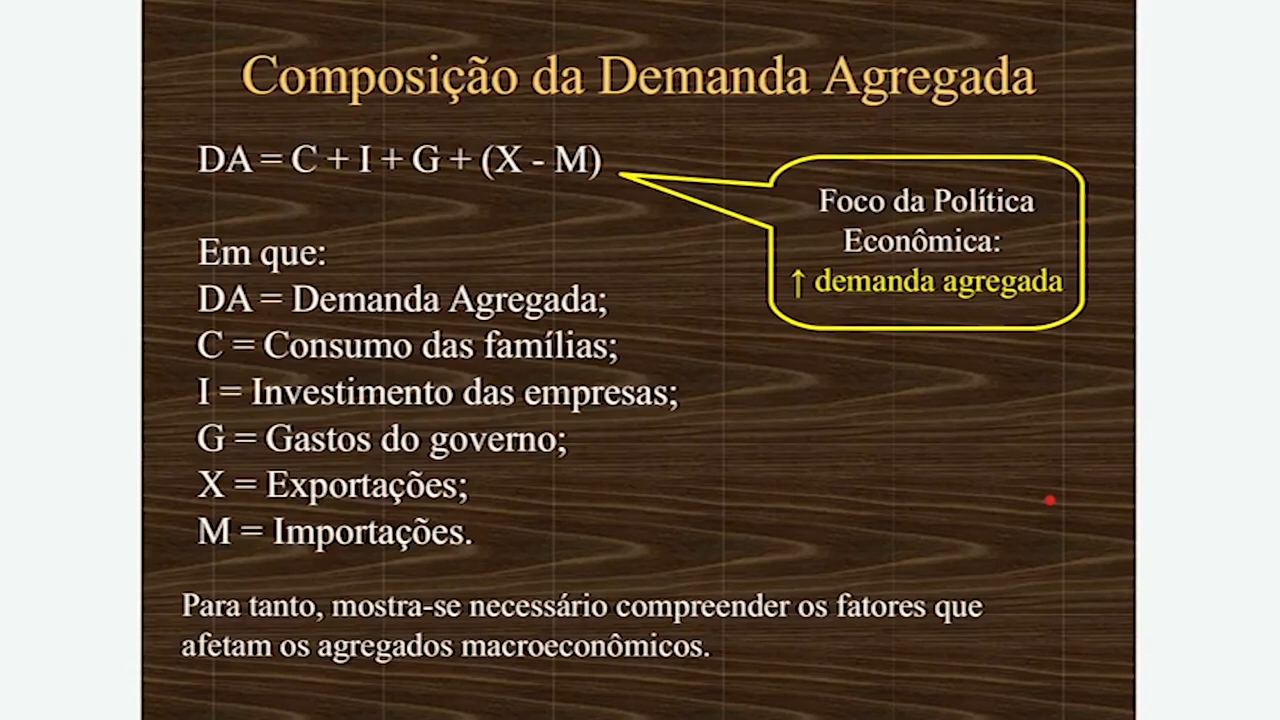 Composição da Demanda Agregada
DA = C + I + G + (X - M)
Foco da Política
Econômica:
↑ demanda agregada
Em que:
DA = Demanda Agregada;
C = Consumo das famílias;
I = Investimento das empresas;
G = Gastos do governo;
X = Exportações;
M = Importações.
Para tanto, mostra-se necessário compreender os fatores que
afetam os agregados macroeconômicos.